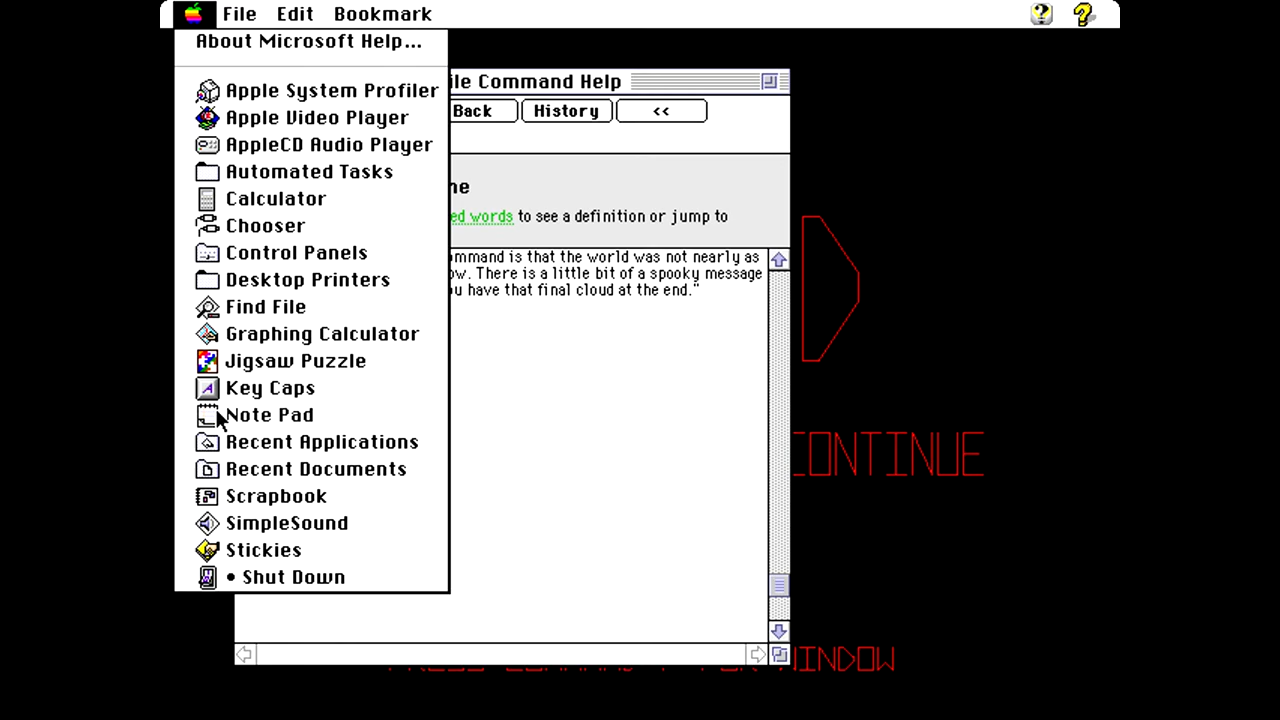 File Edit Bookmark
About Microsoft Help...
Apple System Profiler
Apple Video Player
AppleCD Audio Player
Automated Tasks
Calculator
Chooser
Control Panels
Desktop Printers
Find File
Graphing Calculator
Jigsaw Puzzle
Key Caps
Note Pad
Recent Applications
Recent Documents
Scrapbook
SimpleSound
Stickies
• Shut Down
ile Command Help
Back History <<
ne
ed words to see a definition or jump to
mmand is that the world was not nearly as
ow. There is a little bit of a spooky message
u have that final cloud at the end."
CONTINUE
WINDOW